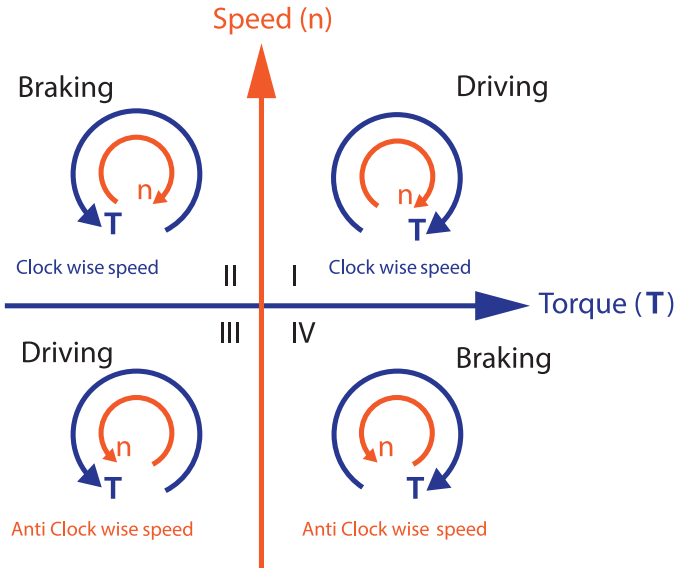 Speed (n)
Braking
Driving
n
T
n
T
Clock wise speed
II
I
Clock wise speed
Torque (T)
III
IV
Driving
Braking
n
T
n
T
Anti Clock wise speed
Anti Clock wise speed